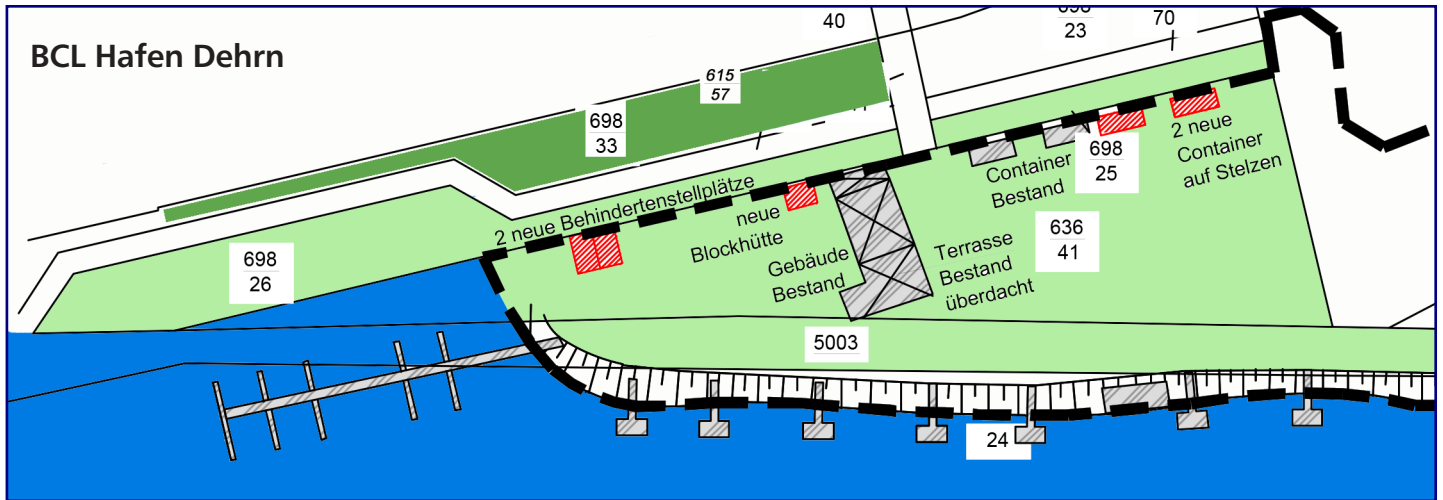 BCL Hafen Dehrn
40
698
23
70
615
57
698
33
2 neue
Container
auf Stelzen
698
25
Container
Bestand
2 neue Behindertenstellplätze
neue
Blockhütte
636
41
Gebäude
Bestand
Terrasse
Bestand
überdacht
698
26
5003
24